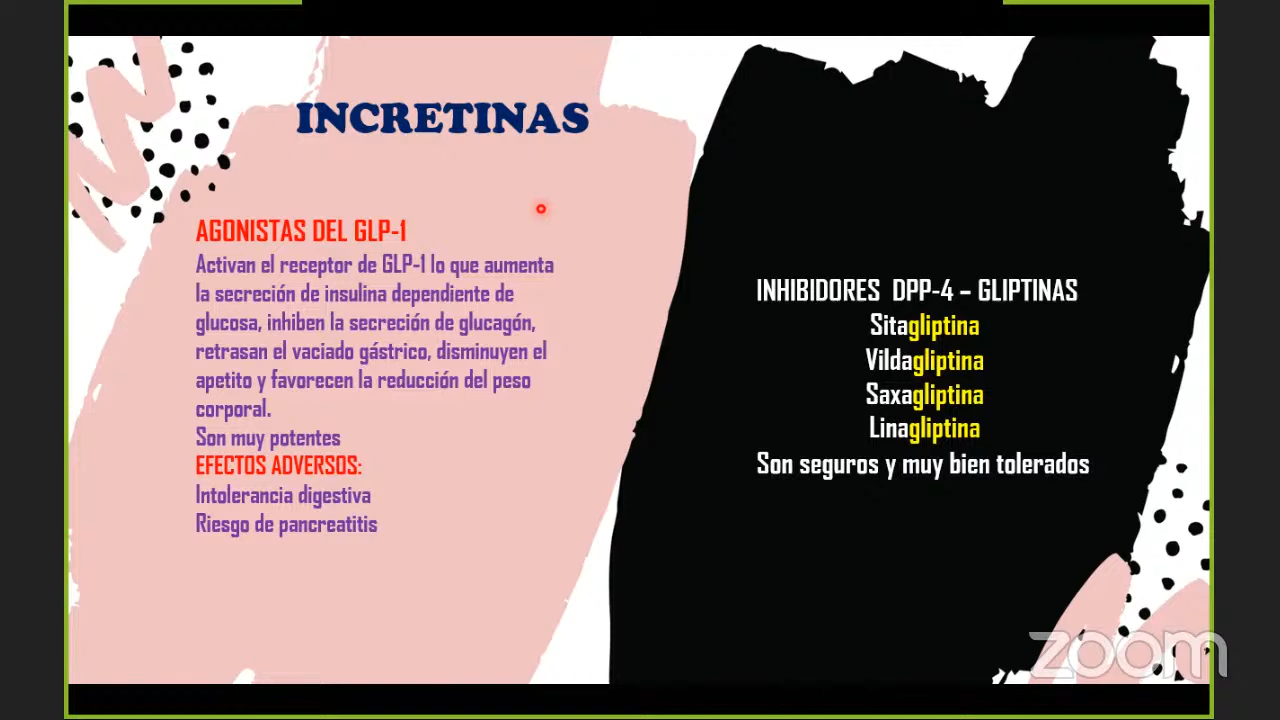 INCRETINAS
AGONISTAS DEL GLP-1
Activan el receptor de GLP-1 lo que aumenta
la secreción de insulina dependiente de
glucosa, inhiben la secreción de glucagón,
retrasan el vaciado gástrico, disminuyen el
apetito y favorecen la reducción del peso
corporal.
Son muy potentes
EFECTOS ADVERSOS:
Intolerancia digestiva
Riesgo de pancreatitis
INHIBIDORES DPP-4 – GLIPTINAS
Sitagliptina
Vildagliptina
Saxagliptina
Linagliptina
Son seguros y muy bien tolerados
zoom